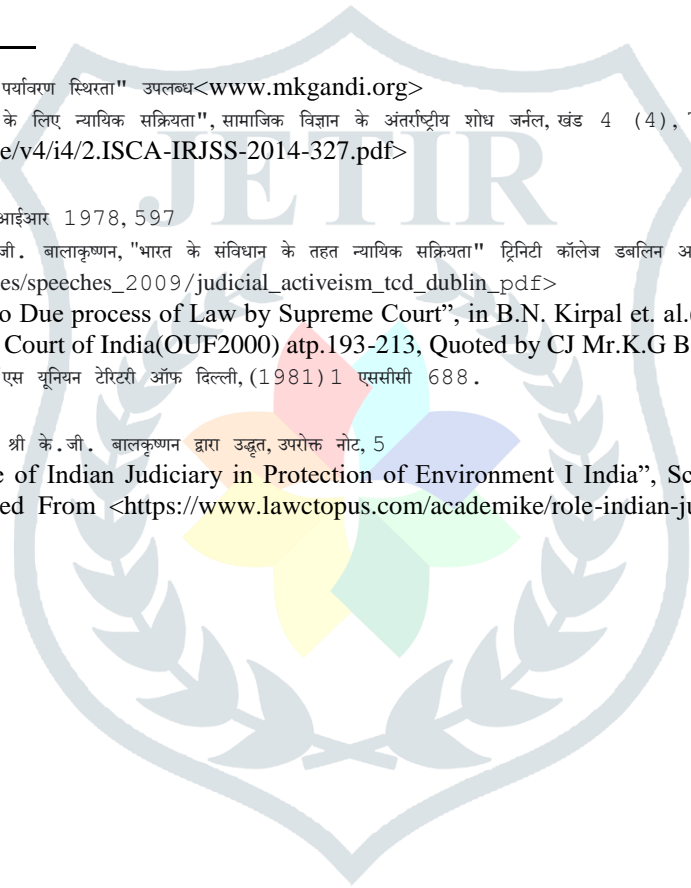 पर्यावरण स्थिरता" उपलब्ध<www.mkgandi.org>
के लिए न्यायिक सक्रियता", सामाजिक विज्ञान के अंतर्राष्ट्रीय शोध जर्नल, खंड 4 (4),
e/v4/i4/2.ISCA-IRJSS-2014-327.pdf>
JETIR
आईआर 1978, 597
जी. बालाकृष्णन, "भारत के संविधान के तहत न्यायिक सक्रियता" ट्रिनिटी कॉलेज डबलिन
es/speeches_2009/judicial_activeism_tcd_dublin_pdf>
o Due process of Law by Supreme Court”, in B.N. Kirpal et. al.
Court of India(OUF2000) atp.193-213, Quoted by CJ Mr.K.G B
एस यूनियन टेरिटरी ऑफ दिल्ली, (1981) 1 एससीसी 688.
श्री के.जी. बालकृष्णन द्वारा उद्धृत, उपरोक्त नोट, 5
e of Indian Judiciary in Protection of Environment I India”, Sc
ed From <https://www.lawctopus.com/academike/role-indian-ju